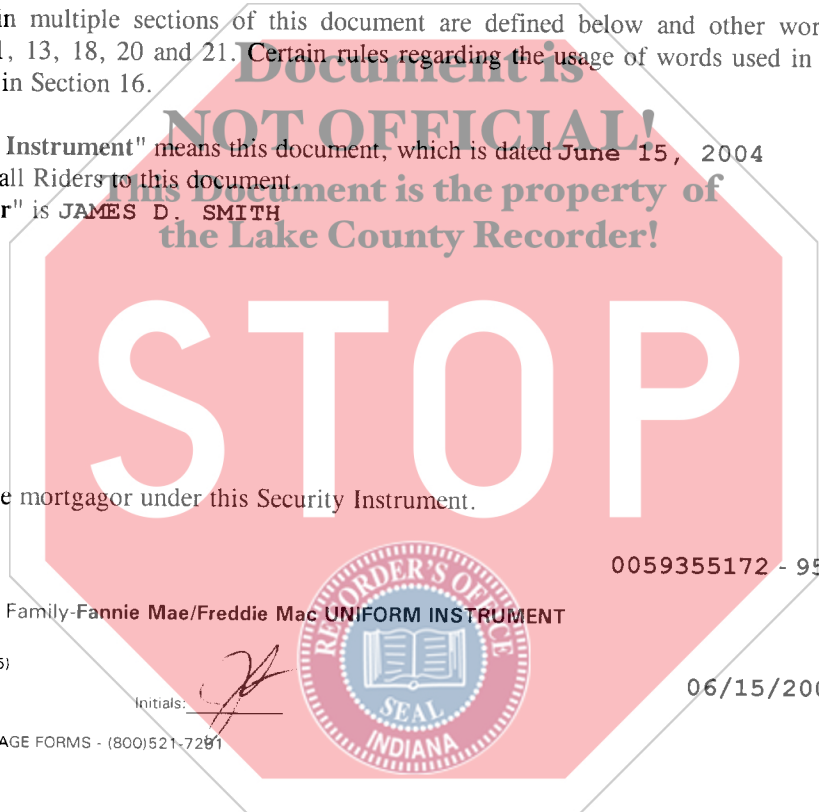 in multiple sections of this document are defined below and other wor
1, 13, 18, 20 and 21. Certain rules regarding the usage of words used in
in Section 16.
Document is
NOT OFFICIAL!
This Document is the property of
the Lake County Recorder!
Instrument" means this document, which is dated June 15, 2004
all Riders to this document.
r" is JAMES D. SMITH
STOP
e mortgagor under this Security Instrument.
0059355172 - 95
Family-Fannie Mae/Freddie Mac UNIFORM INSTRUMENT
5)
Initials:
06/15/200
AGE FORMS - (800)521-7291
RECORDER'S OFFICE
SEAL
INDIANA